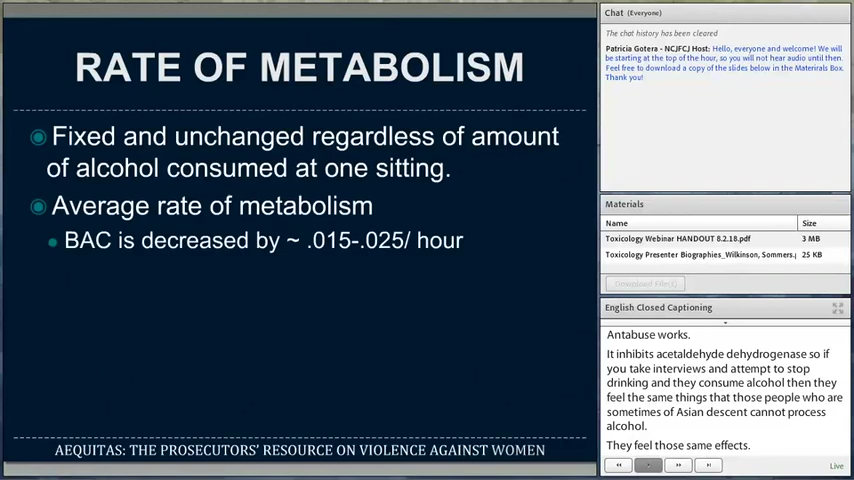 RATE OF METABOLISM
Fixed and unchanged regardless of amount
of alcohol consumed at one sitting.
Average rate of metabolism
BAC is decreased by ~ .015-.025/ hour
AEQUITAS: THE PROSECUTORS' RESOURCE ON VIOLENCE AGAINST WOMEN
Chat (Everyone)
The chat history has been cleared
Patricia Gotera - NCJFCJ Host: Hello, everyone and welcome! We will
be starting at the top of the hour, so you will not hear audio until then.
Feel free to download a copy of the slides below in the Materirals Box.
Thank you!
Materials
Name Size
Toxicology Webinar HANDOUT 8.2.18.pdf 3 MB
Toxicology Presenter Biographies_Wilkinson, Sommers.p 25 KB
Download File(s)
English Closed Captioning
Antabuse works.
It inhibits acetaldehyde dehydrogenase so if
you take interviews and attempt to stop
drinking and they consume alcohol then they
feel the same things that those people who are
sometimes of Asian descent cannot process
alcohol.
They feel those same effects.
Live